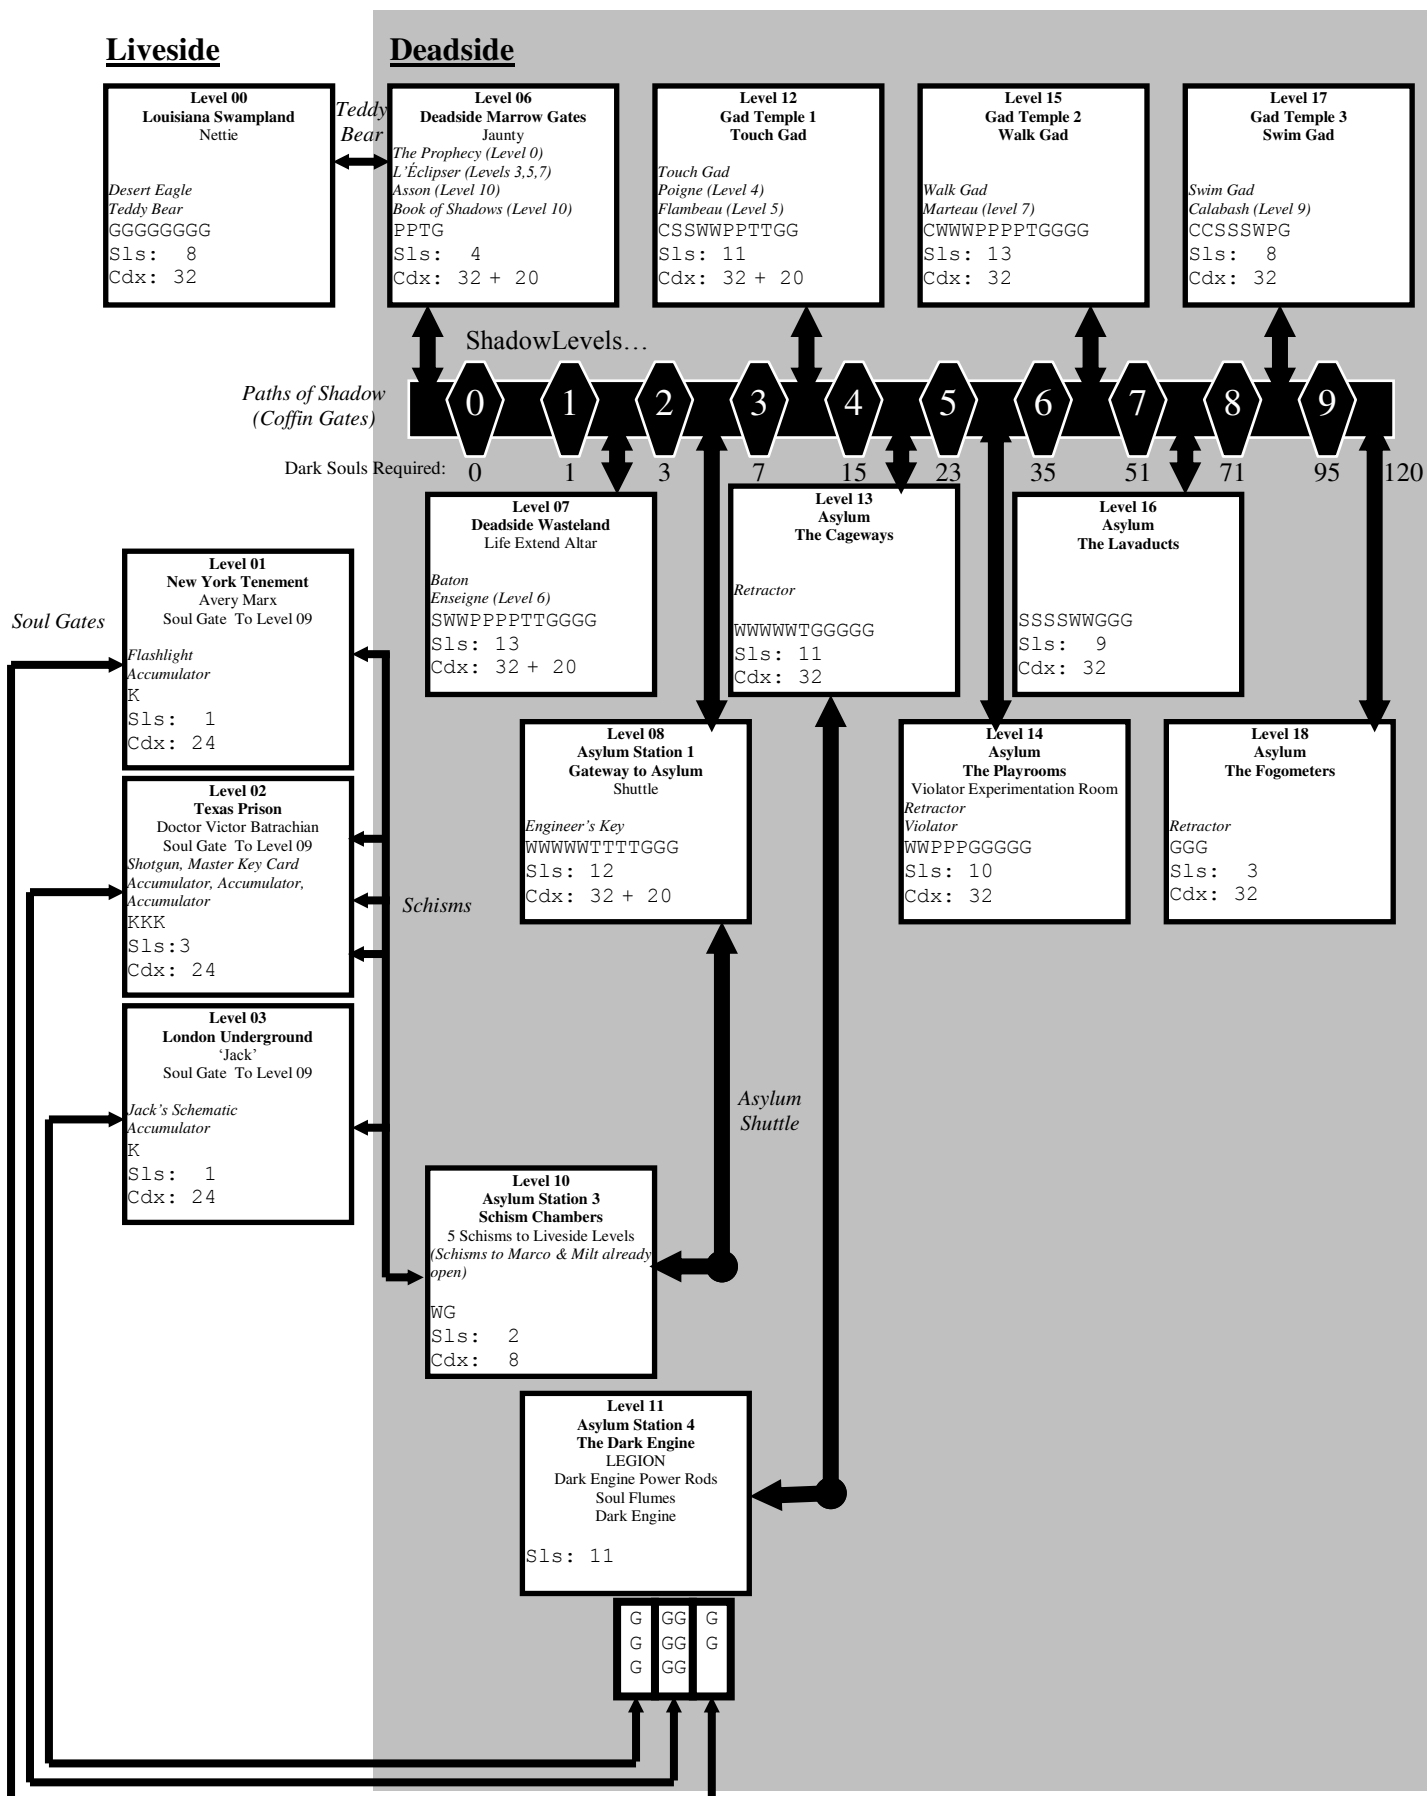 Liveside
Deadside
Level 00
Louisiana Swampland
Nettie
Desert Eagle
Teddy Bear
GGGGGGGG
Sls:  8
Cdx: 32
Teddy
Bear
Level 06
Deadside Marrow Gates
Jaunty
The Prophecy (Level 0)
L'Éclipser (Levels 3,5,7)
Asson (Level 10)
Book of Shadows (Level 10)
PPTG
Sls:  4
Cdx: 32 + 20
Level 12
Gad Temple 1
Touch Gad
Touch Gad
Poigne (Level 4)
Flambeau (Level 5)
CSSWWPPTTGG
Sls: 11
Cdx: 32 + 20
Level 15
Gad Temple 2
Walk Gad
Walk Gad
Marteau (level 7)
CWWWPPPPTGGGG
Sls: 13
Cdx: 32
Level 17
Gad Temple 3
Swim Gad
Swim Gad
Calabash (Level 9)
CCSSSWPG
Sls:  8
Cdx: 32
ShadowLevels…
Paths of Shadow
(Coffin Gates)
0 1 2 3 4 5 6 7 8 9
Dark Souls Required:
0 1 3 7 15 23 35 51 71 95 120
Level 07
Deadside Wasteland
Life Extend Altar
Baton
Enseigne (Level 6)
SWWPPPPTTGGGG
Sls: 13
Cdx: 32 + 20
Level 13
Asylum
The Cageways
Retractor
WWWWWTGGGGG
Sls: 11
Cdx: 32
Level 16
Asylum
The Lavaducts
SSSSWWGGG
Sls:  9
Cdx: 32
Soul Gates
Level 01
New York Tenement
Avery Marx
Soul Gate  To Level 09
Flashlight
Accumulator
K
Sls:  1
Cdx: 24
Level 08
Asylum Station 1
Gateway to Asylum
Shuttle
Engineer's Key
WWWWWTTTTGGG
Sls: 12
Cdx: 32 + 20
Level 14
Asylum
The Playrooms
Violator Experimentation Room
Retractor
Violator
WWPPPGGGGG
Sls: 10
Cdx: 32
Level 18
Asylum
The Fogometers
Retractor
GGG
Sls:  3
Cdx: 32
Level 02
Texas Prison
Doctor Victor Batrachian
Soul Gate  To Level 09
Shotgun, Master Key Card
Accumulator, Accumulator,
Accumulator
KKK
Sls:3
Cdx: 24
Schisms
Level 03
London Underground
‘Jack’
Soul Gate  To Level 09
Jack's Schematic
Accumulator
K
Sls:  1
Cdx: 24
Asylum
Shuttle
Level 10
Asylum Station 3
Schism Chambers
5 Schisms to Liveside Levels
(Schisms to Marco & Milt already
open)
WG
Sls:  2
Cdx:  8
Level 11
Asylum Station 4
The Dark Engine
LEGION
Dark Engine Power Rods
Soul Flumes
Dark Engine
Sls: 11
G GG G
G GG G
G GG